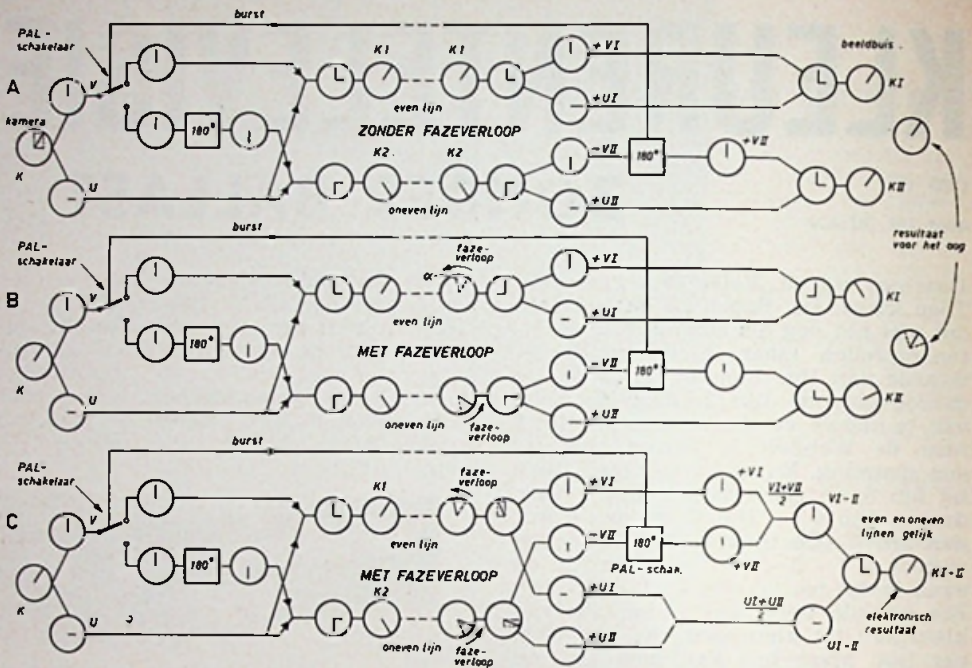 burst
PAL-
schakelaar
V
A
kamera
K
U
180°
K1
K1
even lijn
ZONDER FAZEVERLOOP
K2
K2
oneven lijn
+VI
+UI
-VII
+UII
180°
+VII
beeldbuis
KI
KII
resultaat
voor het oog
burst
PAL-
schakelaar
V
B
K
U
180°
faze-
verloop
α
even lijn
MET FAZEVERLOOP
oneven lijn
faze-
verloop
+VI
+UI
-VII
+UII
180°
KI
KII
burst
PAL-
schakelaar
V
C
K
U
180°
K1
faze-
verloop
even lijn
MET FAZEVERLOOP
K2
oneven lijn
faze-
verloop
+VI
-VII
+UI
+UII
180°
PAL-schak.
+VI
+VII
VI+VII
2
UI+UII
2
VI-II
UI-II
even en oneven
lijnen gelijk
KI-II
elektronisch
resultaat